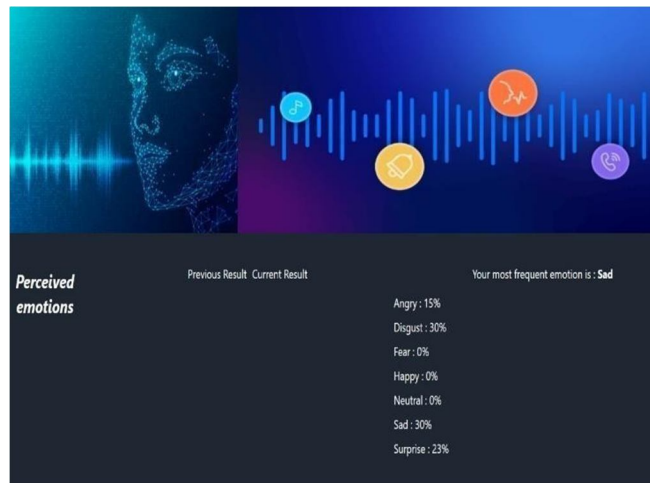 Perceived
emotions
Previous Result Current Result
Your most frequent emotion is : Sad
Angry : 15%
Disgust : 30%
Fear : 0%
Happy : 0%
Neutral : 0%
Sad : 30%
Surprise : 23%